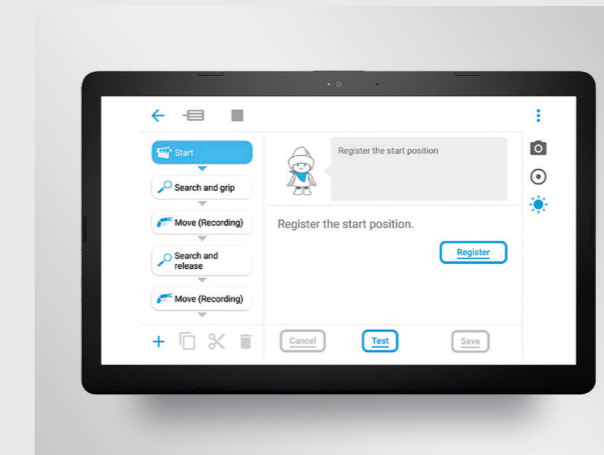 Start
Register the start position
Search and grip
Move (Recording)
Register the start position.
Search and
release
Register
Move (Recording)
Cancel
Test
Save